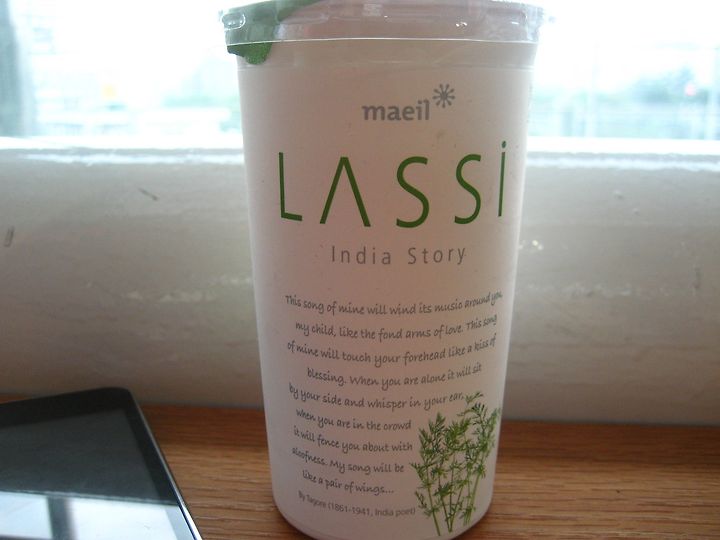 maeil
LASSi
India Story
This song of mine will wind its music around you,
my child, like the fond arms of love. This song
of mine will touch your forehead like a kiss of
blessing. When you are alone it will sit
by your side and whisper in your ear,
when you are in the crowd
it will fence you about with
aloofness. My song will be
like a pair of wings...
By Tagore (1861-1941, India poet)